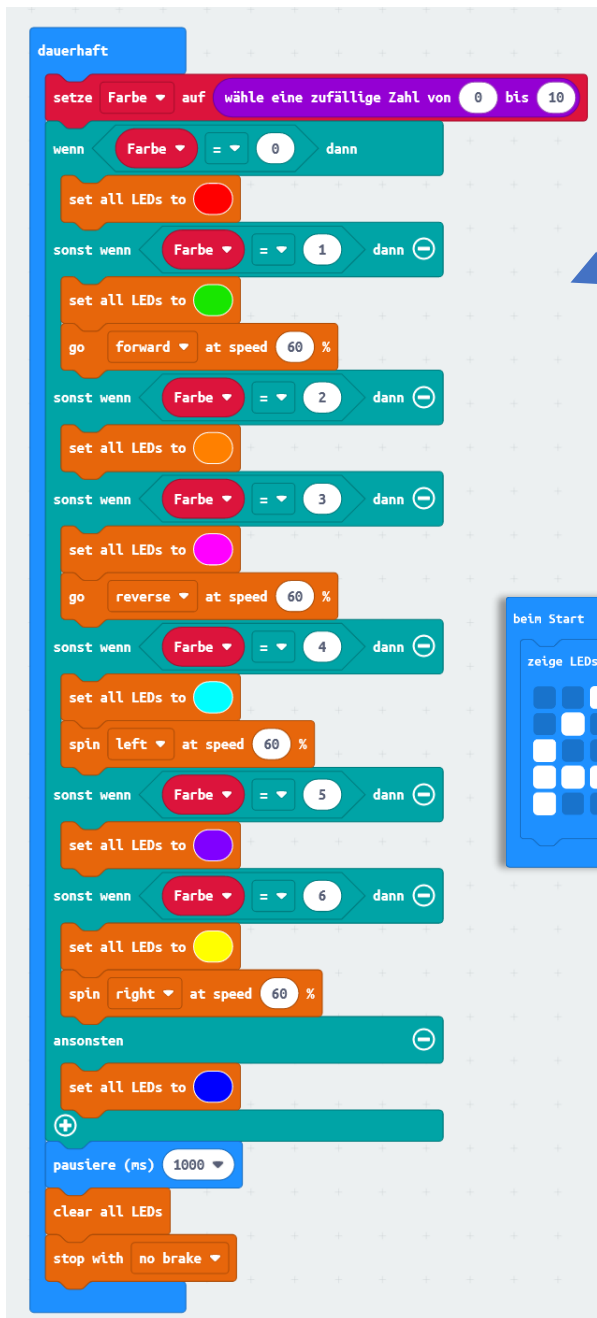 dauerhaft
setze Farbe auf wähle eine zufällige Zahl von 0 bis 10
wenn Farbe = 0 dann
set all LEDs to
sonst wenn Farbe = 1 dann
set all LEDs to
go forward at speed 60 %
sonst wenn Farbe = 2 dann
set all LEDs to
sonst wenn Farbe = 3 dann
set all LEDs to
go reverse at speed 60 %
sonst wenn Farbe = 4 dann
set all LEDs to
spin left at speed 60 %
sonst wenn Farbe = 5 dann
set all LEDs to
sonst wenn Farbe = 6 dann
set all LEDs to
spin right at speed 60 %
ansonsten
set all LEDs to
pausiere (ms) 1000
clear all LEDs
stop with no brake
beim Start
zeige LEDs